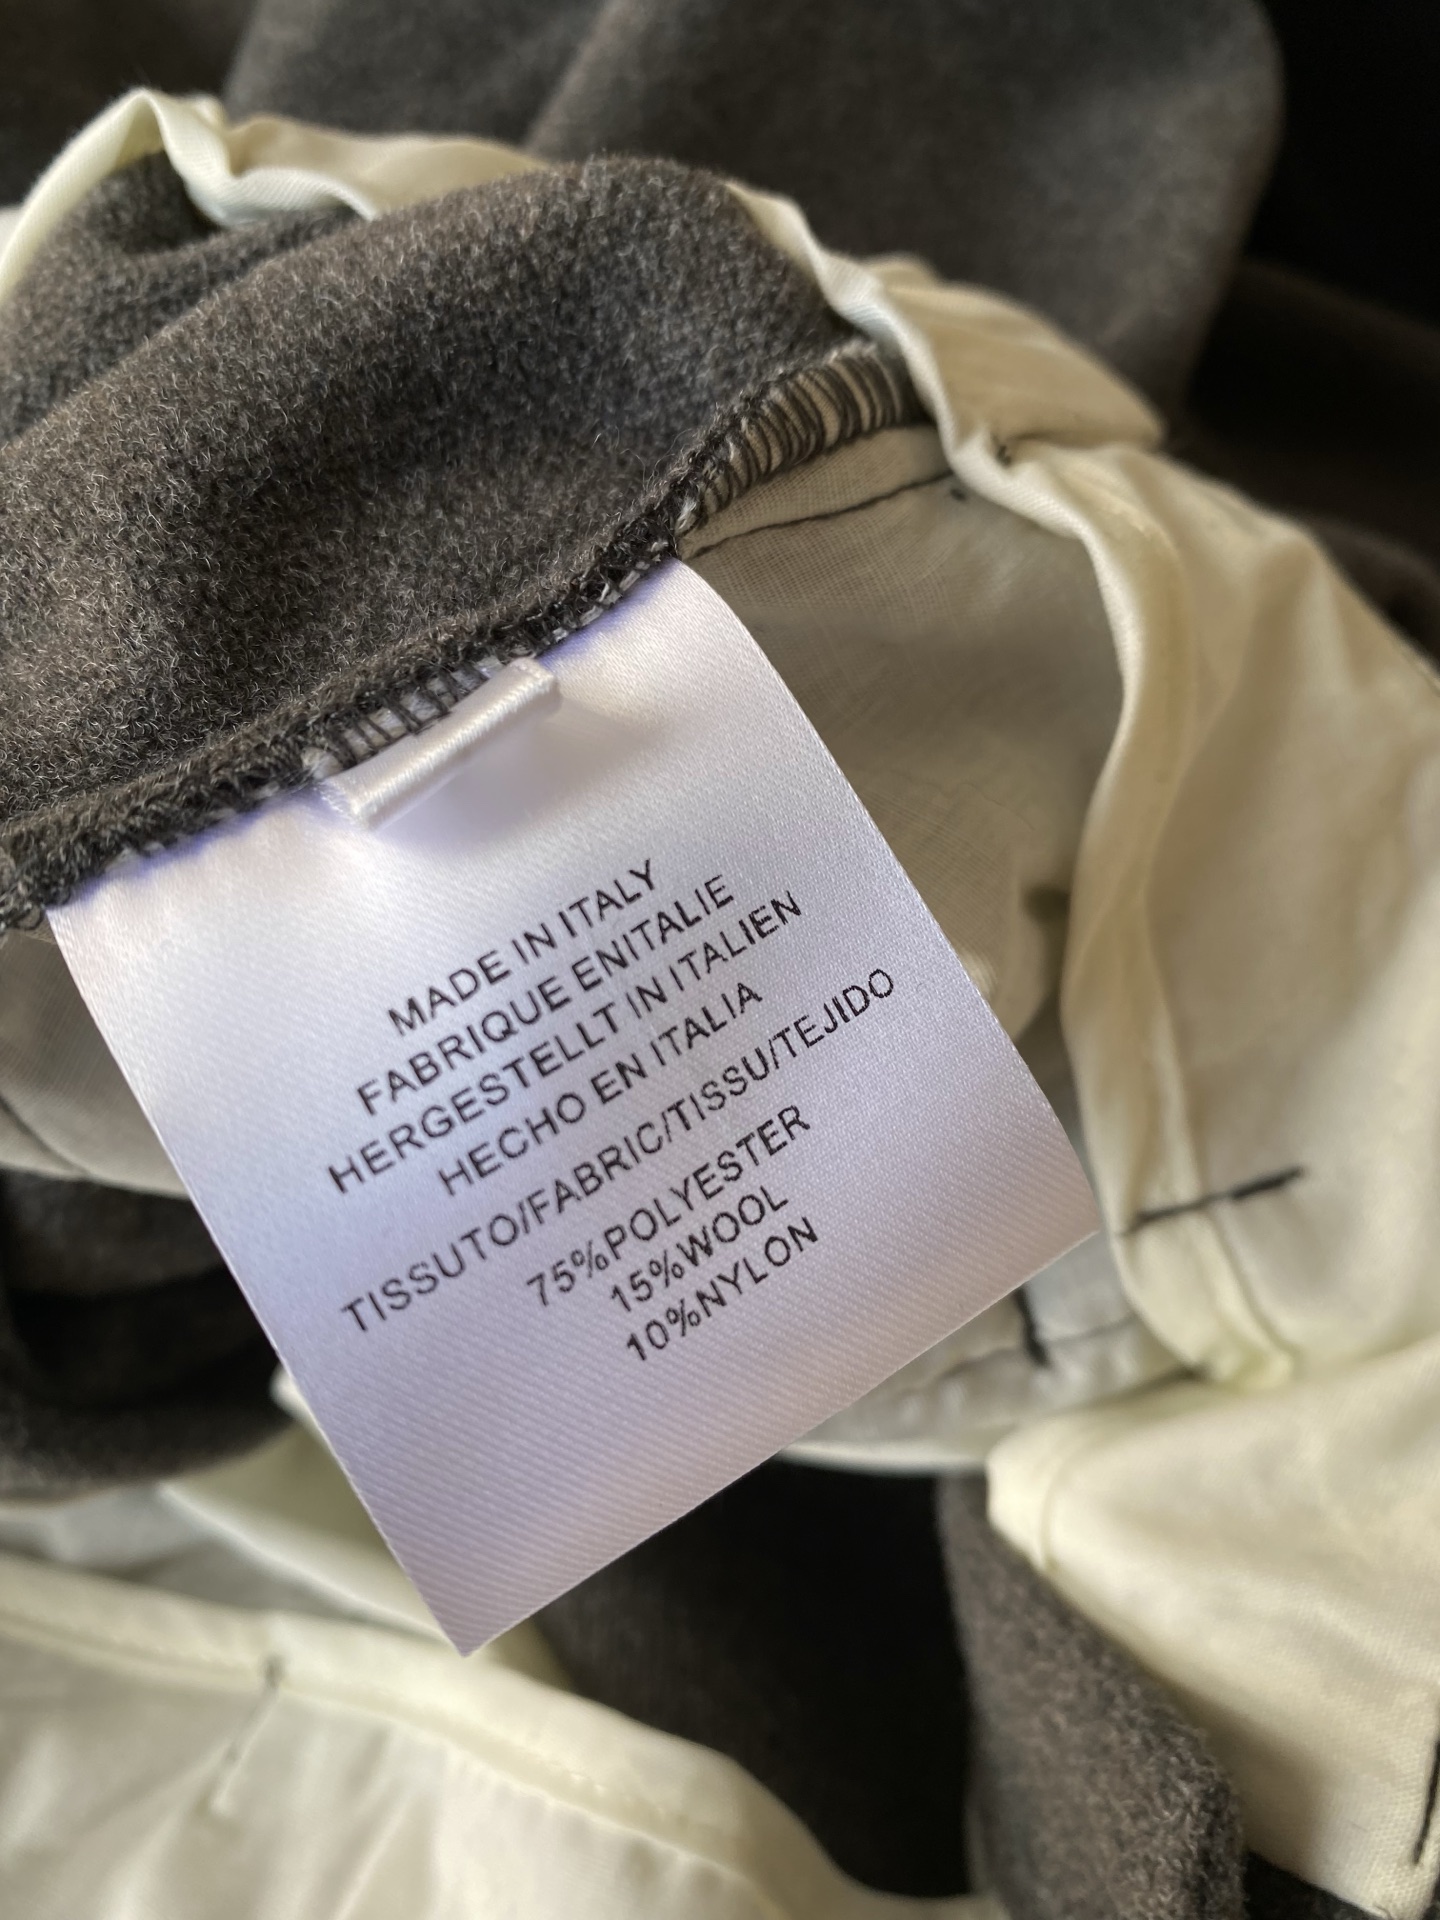 MADE IN ITALY
FABRIQUE ENITALIE
HERGESTELLT IN ITALIEN
HECHO EN ITALIA
TISSUTO/FABRIC/TISSU/TEJIDO
75%POLYESTER
15%WOOL
10%NYLON